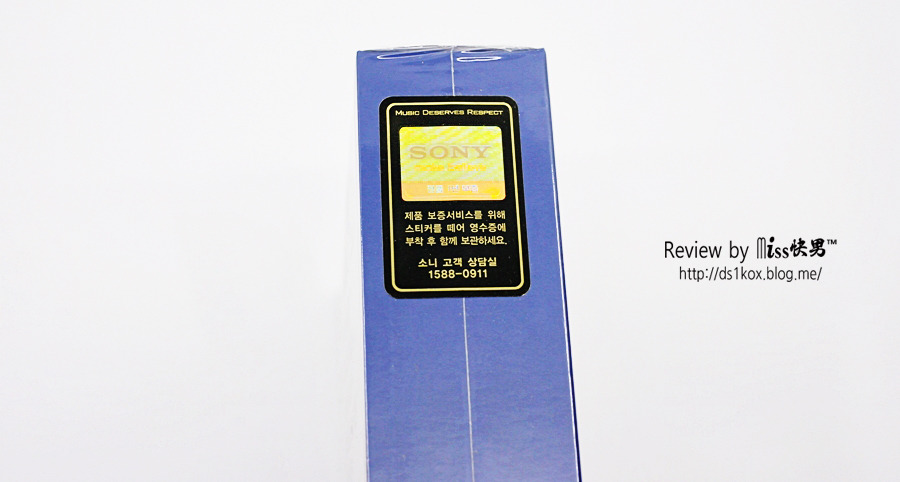 MUSIC DESERVES RESPECT
SONY
제품 보증서비스를 위해
스티커를 떼어 영수증에
부착 후 함께 보관하세요.
소니 고객 상담실
1588-0911
Review by Miss快男™
http://ds1kox.blog.me/